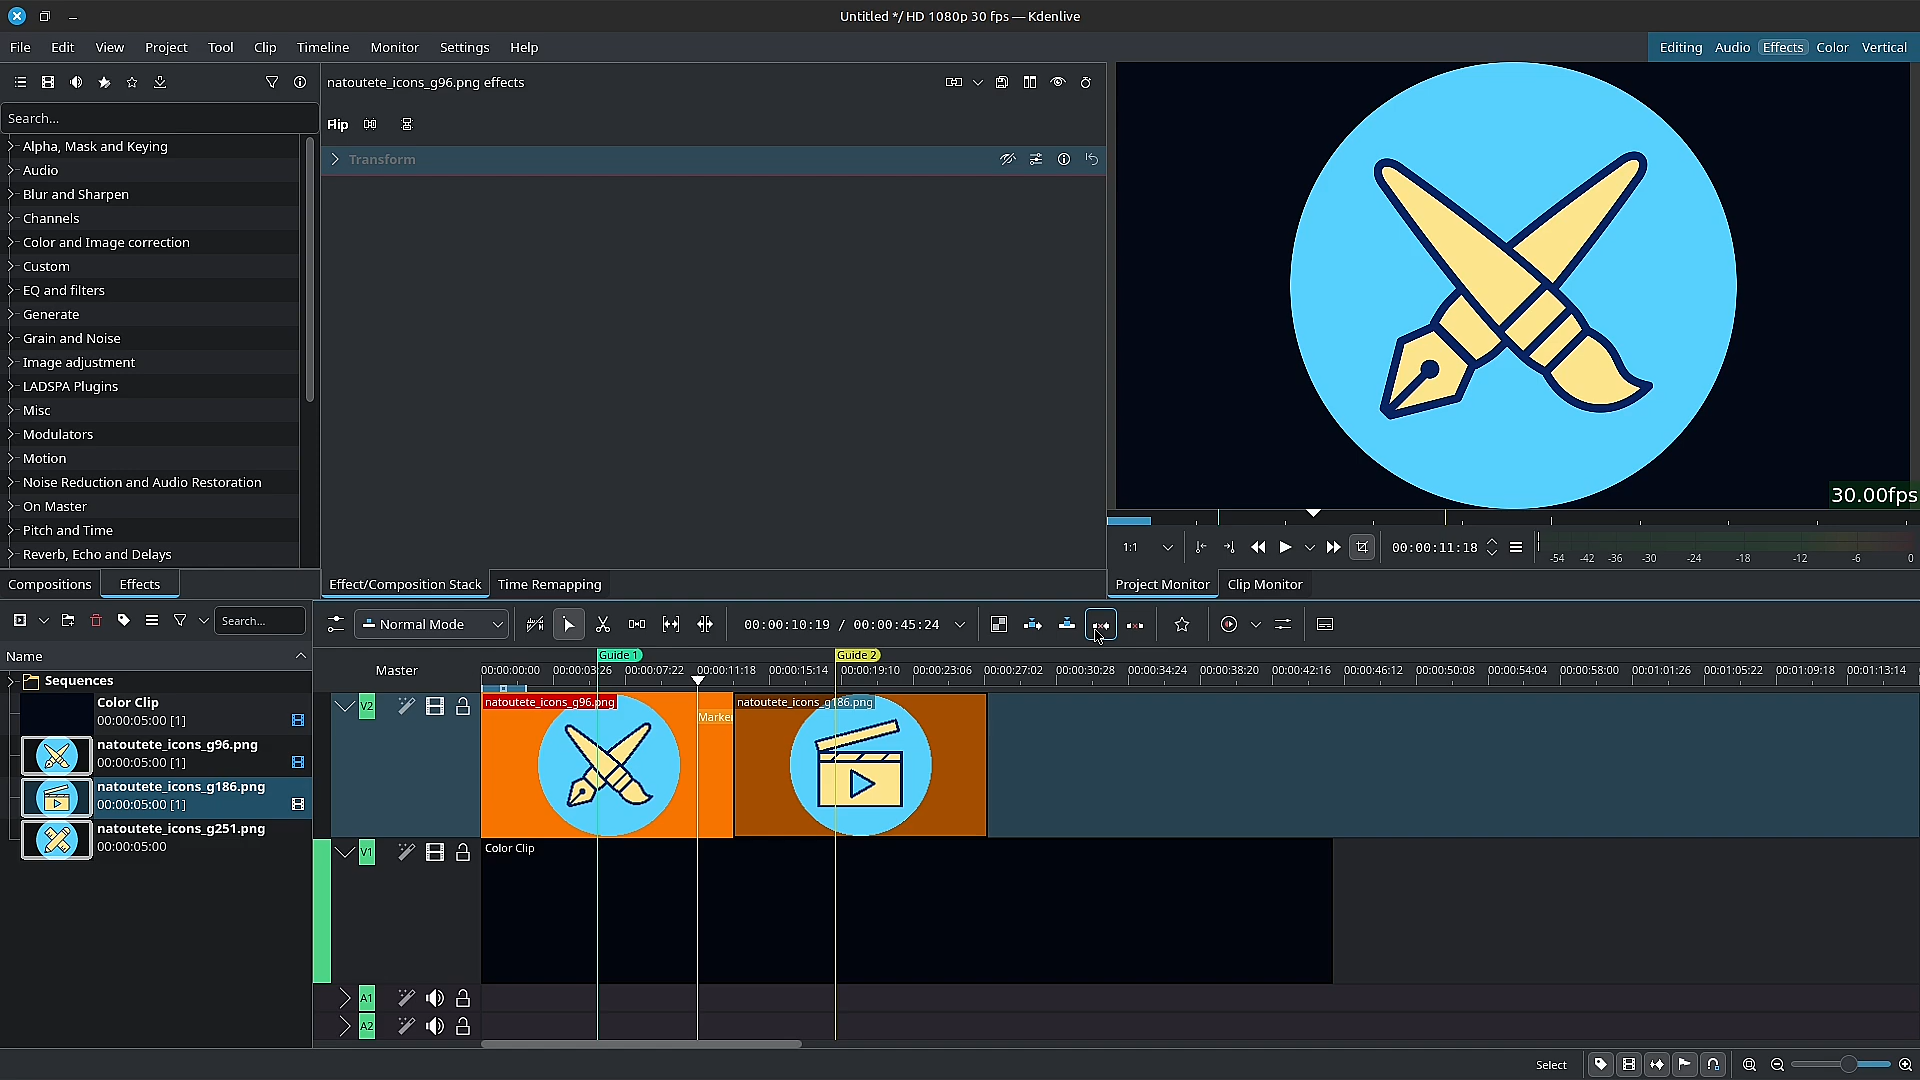 Untitled */ HD 1080p 30 fps — Kdenlive
File Edit View Project Tool Clip Timeline Monitor Settings Help
Editing Audio Effects Color Vertical
natoutete_icons_g96.png effects
Search...
Flip
Transform
Alpha, Mask and Keying
Audio
Blur and Sharpen
Channels
Color and Image correction
Custom
EQ and filters
Generate
Grain and Noise
Image adjustment
LADSPA Plugins
Misc
Modulators
Motion
Noise Reduction and Audio Restoration
On Master
Pitch and Time
Reverb, Echo and Delays
30.00fps
1:1
00:00:11:18
-54 -42 -36 -30 -24 -18 -12 -6 0
Compositions Effects
Effect/Composition Stack Time Remapping
Project Monitor Clip Monitor
Search...
Normal Mode
00:00:10:19 / 00:00:45:24
Name
Sequences
Color Clip
00:00:05:00 [1]
natoutete_icons_g96.png
00:00:05:00 [1]
natoutete_icons_g186.png
00:00:05:00 [1]
natoutete_icons_g251.png
00:00:05:00
Guide 1 Guide 2
Master
00:00:00:00 00:00:03:26 00:00:07:22 00:00:11:18 00:00:15:14 00:00:19:10 00:00:23:06 00:00:27:02 00:00:30:28 00:00:34:24 00:00:38:20 00:00:42:16 00:00:46:12 00:00:50:08 00:00:54:04 00:00:58:00 00:01:01:26 00:01:05:22 00:01:09:18 00:01:13:14
V2
natoutete_icons_g96.png
Marker
natoutete_icons_g186.png
V1
Color Clip
A1
A2
Select